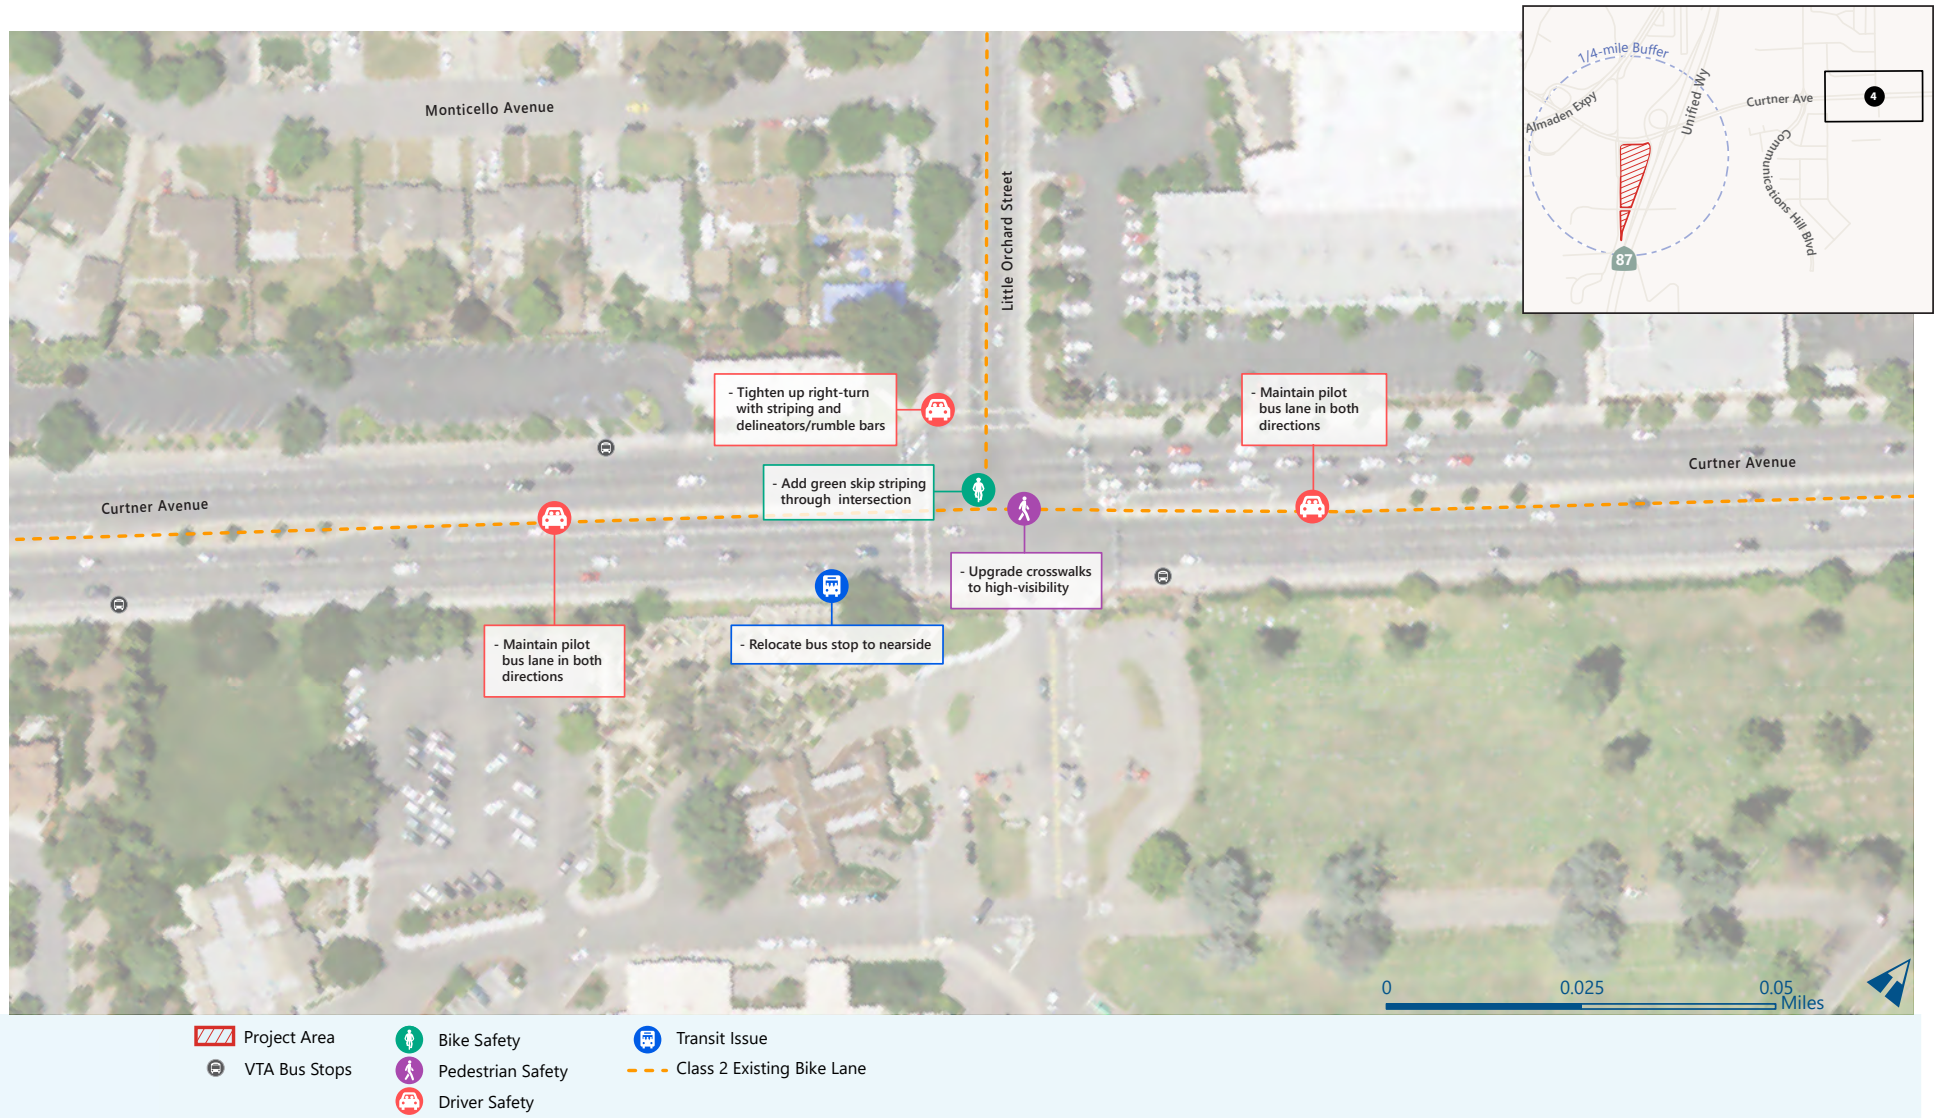 1/4-mile Buffer
Almaden Expy
Unified Wy
Curtner Ave
4
Communications Hill Blvd
87
Monticello Avenue
Little Orchard Street
- Tighten up right-turn
with striping and
delineators/rumble bars
- Maintain pilot
bus lane in both
directions
- Add green skip striping
through intersection
Curtner Avenue
Curtner Avenue
- Upgrade crosswalks
to high-visibility
- Maintain pilot
bus lane in both
directions
- Relocate bus stop to nearside
0 0.025 0.05
Miles
Project Area
VTA Bus Stops
Bike Safety
Pedestrian Safety
Driver Safety
Transit Issue
Class 2 Existing Bike Lane